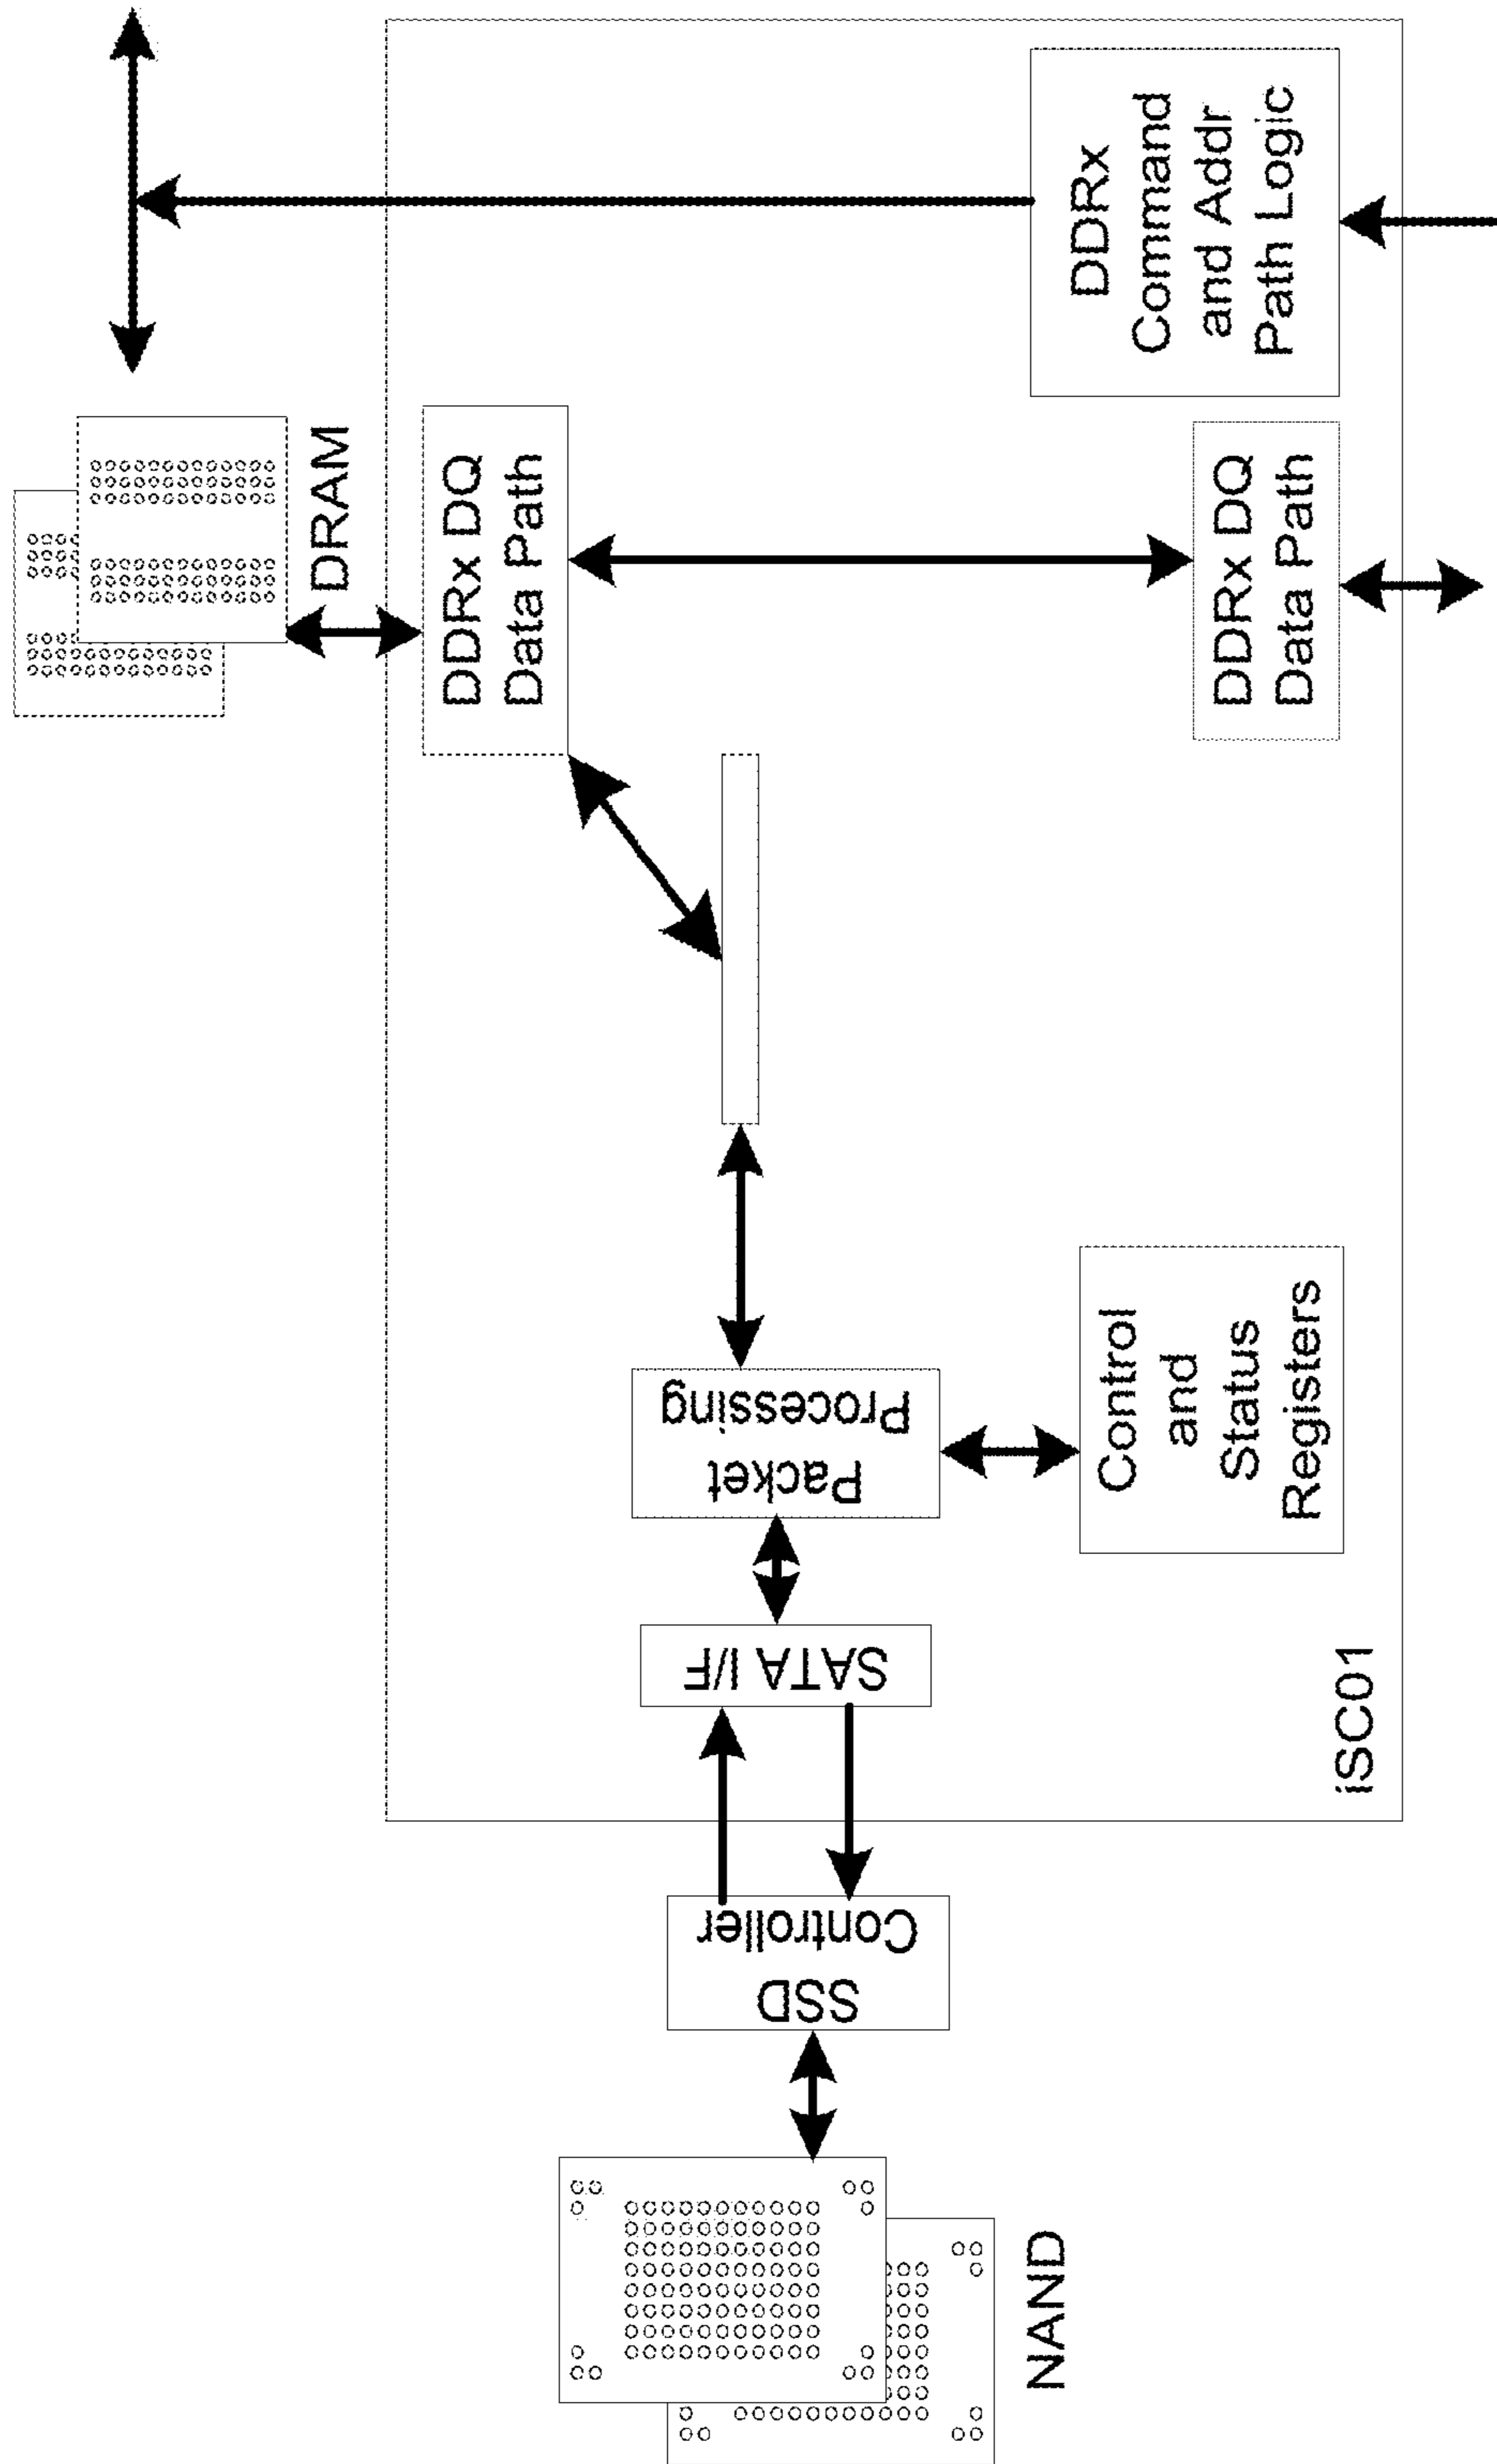 DRAM
DDRx DQ
Data Path
DDRx
Command
and Addr
Path Logic
DDRx DQ
Data Path
Packet
Processing
Control
and
Status
Registers
SATA I/F
iSC01
SSD
Controller
NAND